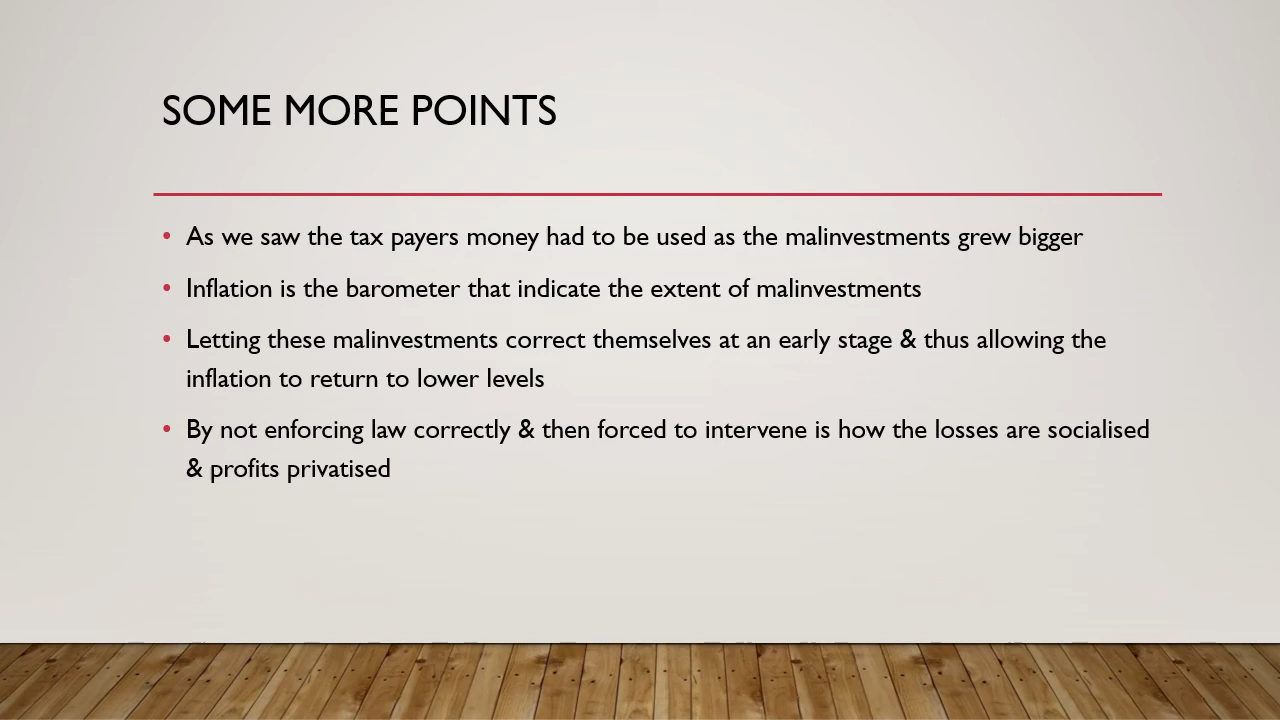 SOME MORE POINTS
• As we saw the tax payers money had to be used as the malinvestments grew bigger
• Inflation is the barometer that indicate the extent of malinvestments
• Letting these malinvestments correct themselves at an early stage & thus allowing the
inflation to return to lower levels
• By not enforcing law correctly & then forced to intervene is how the losses are socialised
& profits privatised